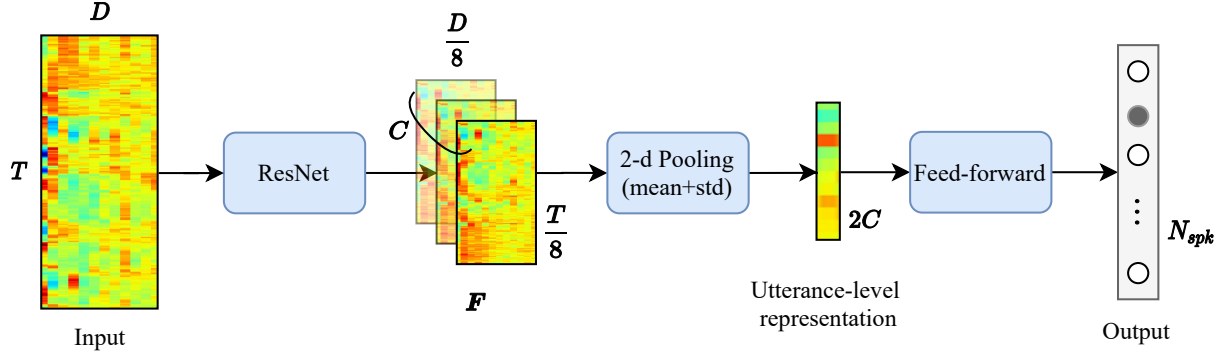 D
T
Input
ResNet
D
8
C
T
8
F
2-d Pooling
(mean+std)
2C
Utterance-level
representation
Feed-forward
N_spk
Output